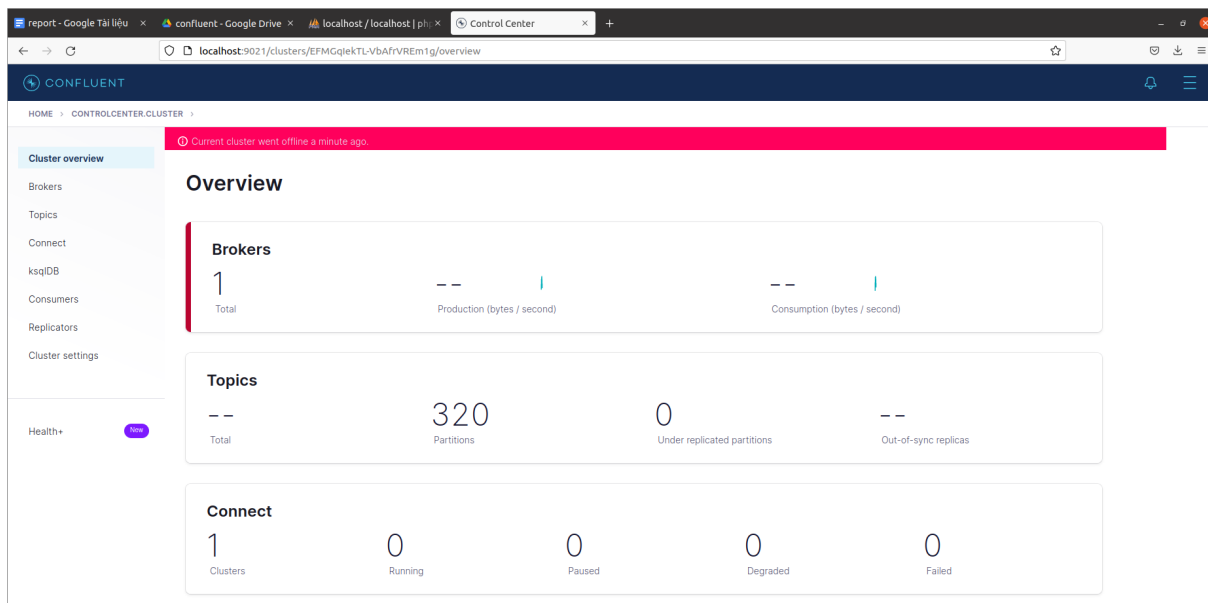 report - Google Tài liệu
confluent - Google Drive
localhost / localhost | php
Control Center
localhost:9021/clusters/EFMGqIekTL-VbAfrVREm1g/overview
CONFLUENT
HOME > CONTROLCENTER.CLUSTER >
Current cluster went offline a minute ago.
Cluster overview
Brokers
Topics
Connect
ksqlDB
Consumers
Replicators
Cluster settings
Health+ New
Overview
Brokers
1 -- --
Total Production (bytes / second) Consumption (bytes / second)
Topics
-- 320 0 --
Total Partitions Under replicated partitions Out-of-sync replicas
Connect
1 0 0 0 0
Clusters Running Paused Degraded Failed